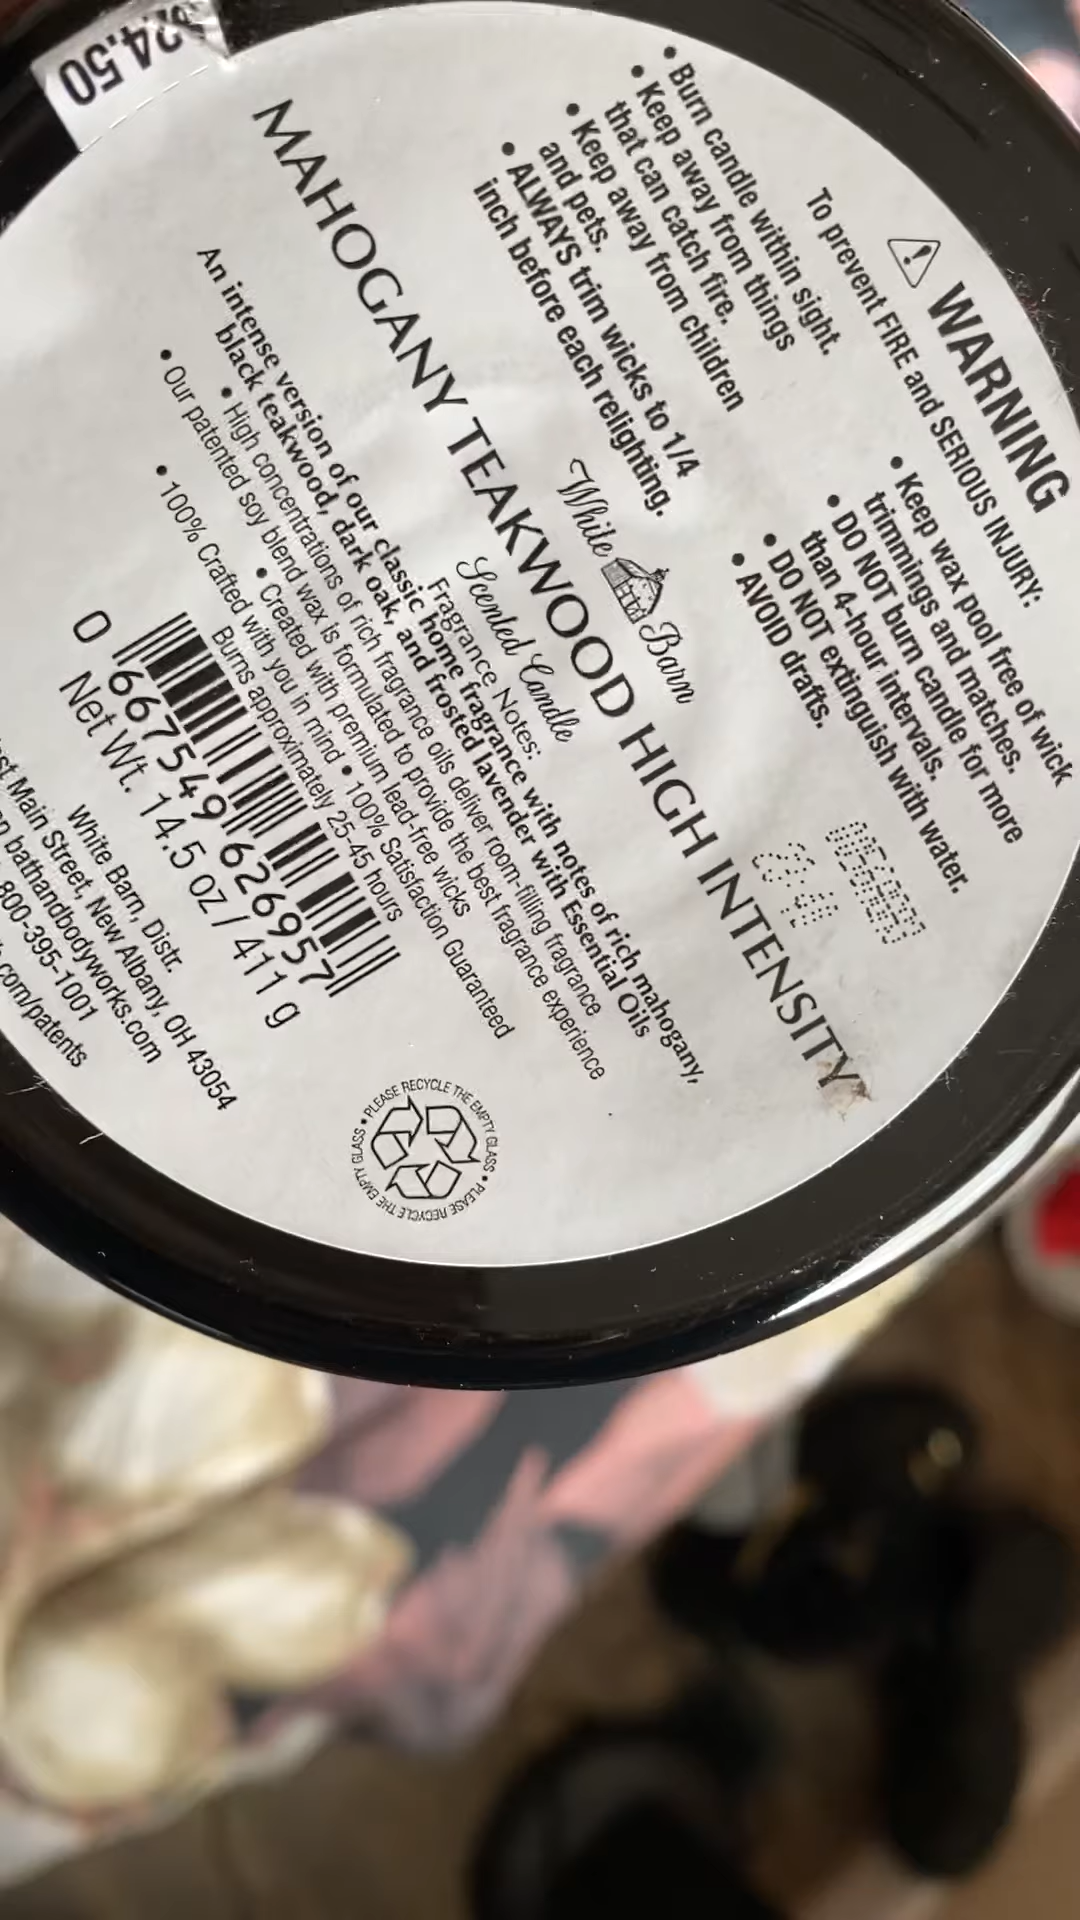 $24.50
⚠ WARNING
To prevent FIRE and SERIOUS INJURY:
• Burn candle within sight.
• Keep away from things
that can catch fire.
• Keep away from children
and pets.
• ALWAYS trim wicks to 1/4
inch before each relighting.
• Keep wax pool free of wick
trimmings and matches.
• DO NOT burn candle for more
than 4-hour intervals.
• DO NOT extinguish with water.
• AVOID drafts.
White Barn
MAHOGANY TEAKWOOD HIGH INTENSITY
Scented Candle
Fragrance Notes:
An intense version of our classic home fragrance with notes of rich mahogany,
black teakwood, dark oak, and frosted lavender with Essential Oils
• High concentrations of rich fragrance oils deliver room-filling fragrance
• Our patented soy blend wax is formulated to provide the best fragrance experience
• Created with premium lead-free wicks
• 100% Crafted with you in mind • 100% Satisfaction Guaranteed
Burns approximately 25-45 hours
0 667549 626957
Net Wt. 14.5 oz / 411 g
White Barn, Distr.
Main Street, New Albany, OH 43054
bathandbodyworks.com
800-395-1001
.com/patents
PLEASE RECYCLE THE EMPTY GLASS • PLEASE RECYCLE THE EMPTY GLASS •